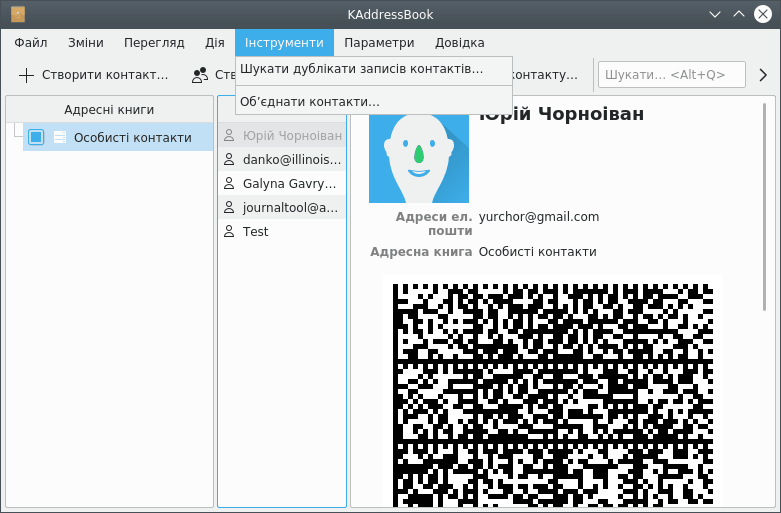 KAddressBook
Файл Зміни Перегляд Дія Інструменти Параметри Довідка
Створити контакт… Ств контакту… Шукати… <Alt+Q>
Шукати дублікати записів контактів…
Об’єднати контакти…
Адресні книги
Особисті контакти
Юрій Чорноіван
danko@illinois…
Galyna Gavry…
journaltool@a…
Test
Юрій Чорноіван
Адреси ел. пошти yurchor@gmail.com
Адресна книга Особисті контакти